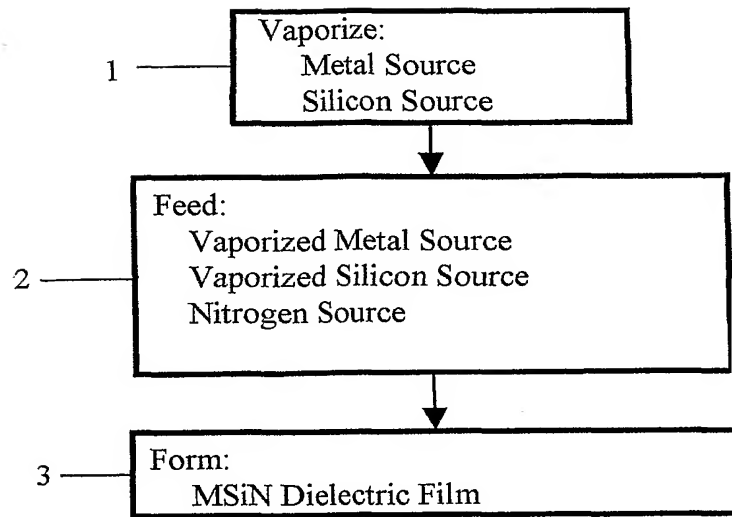 Vaporize:
1
Metal Source
Silicon Source
Feed:
Vaporized Metal Source
2
Vaporized Silicon Source
Nitrogen Source
Form:
3
MSiN Dielectric Film